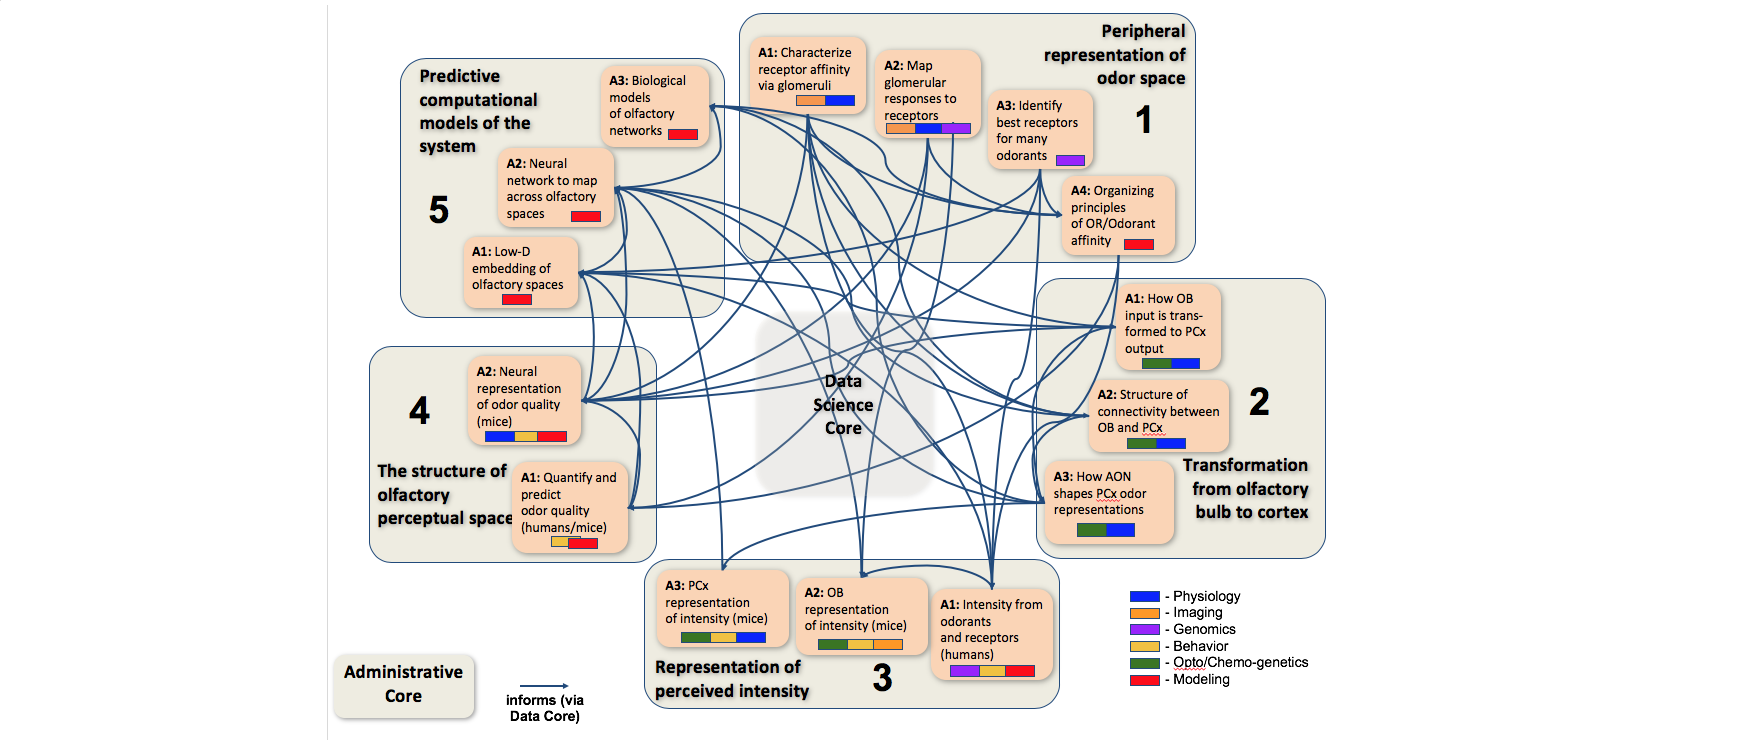 Peripheral
representation of
odor space
1
A1: Characterize
receptor affinity
via glomeruli
A2: Map
glomerular
responses to
receptors
A3: Identify
best receptors
for many
odorants
A4: Organizing
principles
of OR/Odorant
affinity
Predictive
computational
models of the
system
5
A3: Biological
models
of olfactory
networks
A2: Neural
network to map
across olfactory
spaces
A1: Low-D
embedding of
olfactory spaces
A1: How OB
input is trans-
formed to PCx
output
A2: Structure of
connectivity between
OB and PCx
A3: How AON
shapes PCx odor
representations
2
Transformation
from olfactory
bulb to cortex
Data
Science
Core
4
A2: Neural
representation
of odor quality
(mice)
The structure of
olfactory
perceptual space
A1: Quantify and
predict
odor quality
(humans/mice)
A3: PCx
representation
of intensity (mice)
A2: OB
representation
of intensity (mice)
A1: Intensity from
odorants
and receptors
(humans)
Representation of
perceived intensity
3
Administrative
Core
informs (via
Data Core)
- Physiology
- Imaging
- Genomics
- Behavior
- Opto/Chemo-genetics
- Modeling